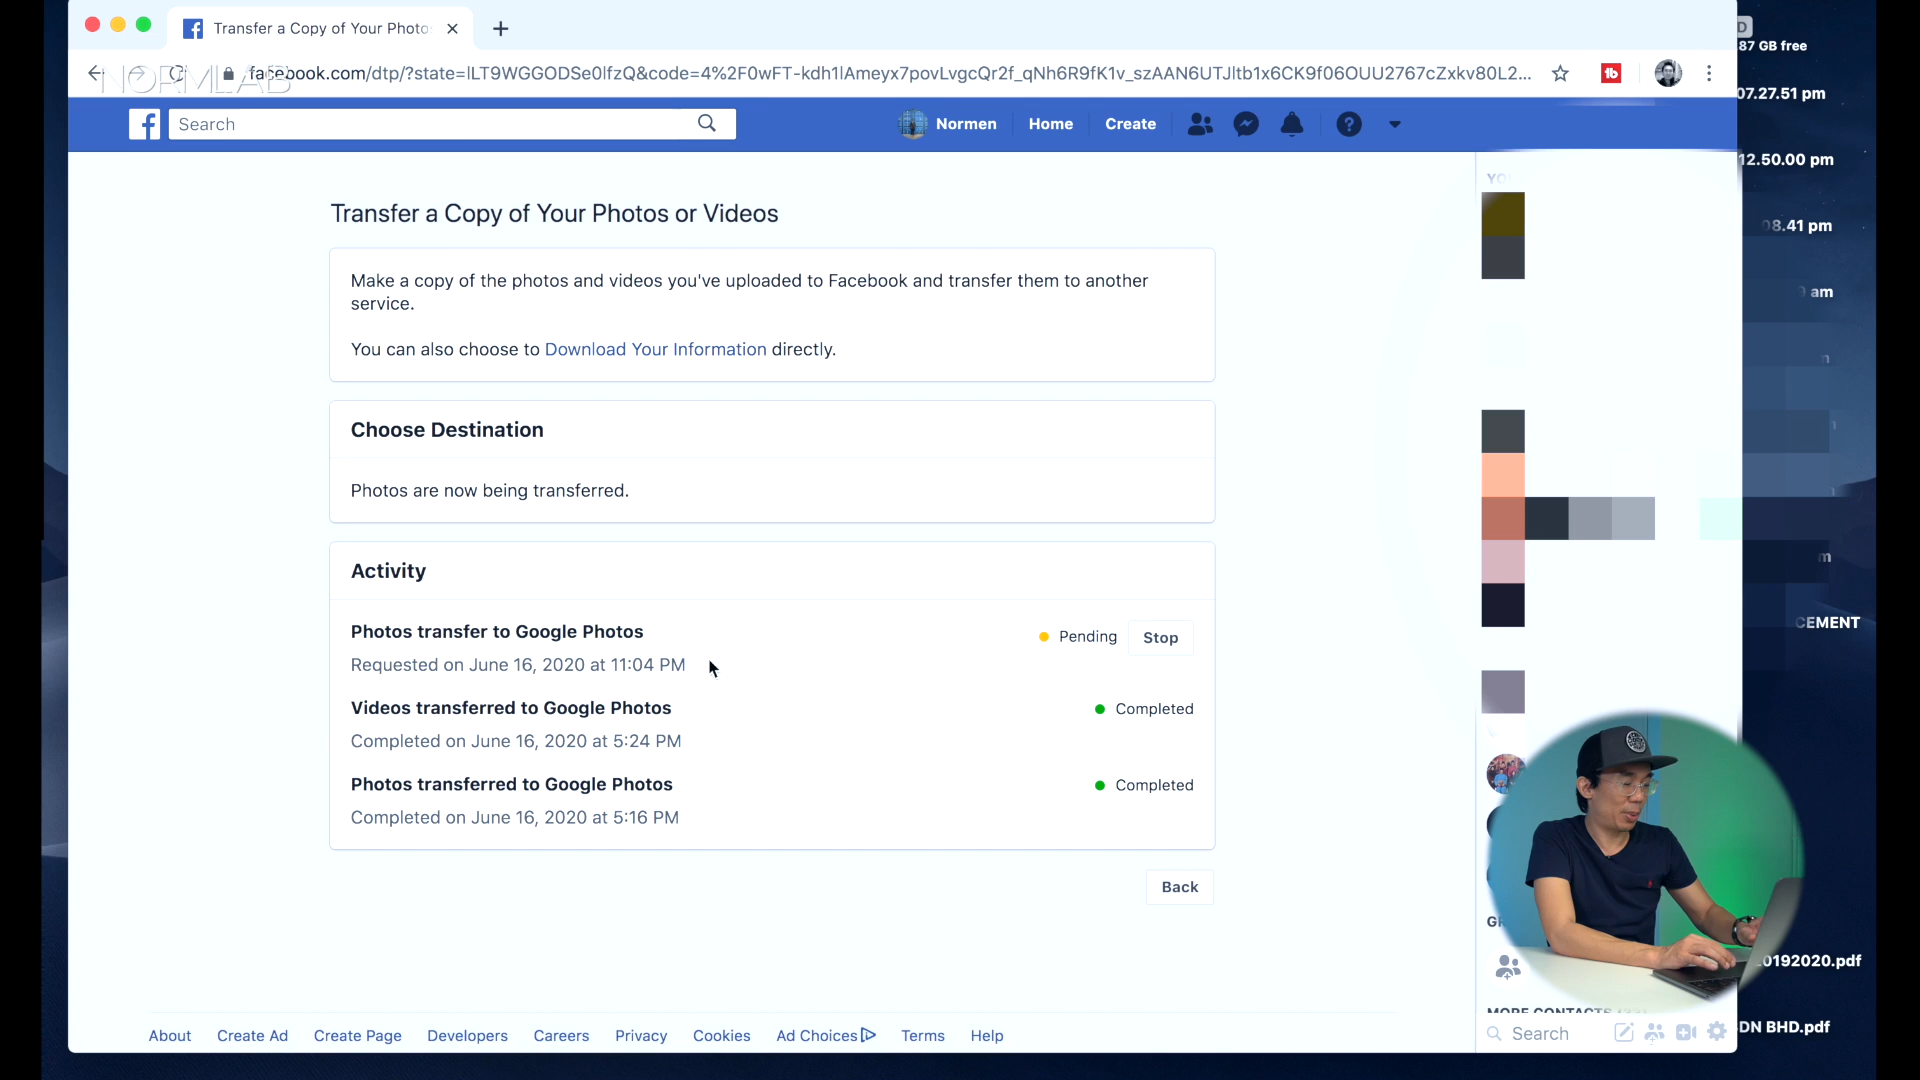 Transfer a Copy of Your Photo
NORMLAB
facebook.com/dtp/?state=
Search
Normen
Home
Create
Transfer a Copy of Your Photos or Videos
Make a copy of the photos and videos you've uploaded to Facebook and transfer them to another
service.
You can also choose to Download Your Information directly.
Choose Destination
Photos are now being transferred.
Activity
Photos transfer to Google Photos
Pending
Stop
Requested on June 16, 2020 at 11:04 PM
Videos transferred to Google Photos
Completed
Completed on June 16, 2020 at 5:24 PM
Photos transferred to Google Photos
Completed
Completed on June 16, 2020 at 5:16 PM
Back
About
Create Ad
Create Page
Developers
Careers
Privacy
Cookies
Ad Choices
Terms
Help
MORE CONTACTS
Search
D
87 GB free
07.27.51 pm
12.50.00 pm
08.41 pm
am
CEMENT
0192020.pdf
DN BHD.pdf